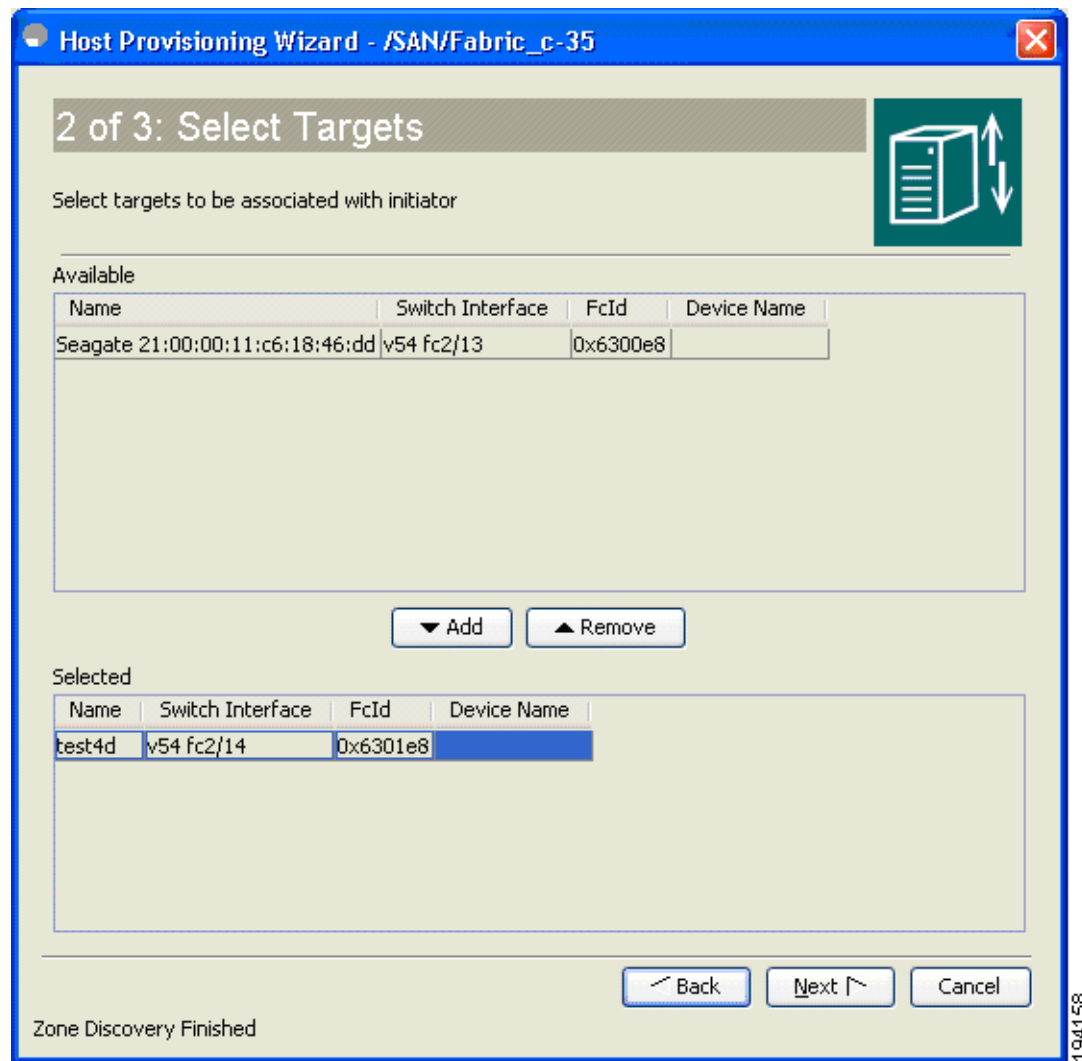 Host Provisioning Wizard - /SAN/Fabric_c-35
2 of 3: Select Targets
Select targets to be associated with initiator
Available
Name Switch Interface FcId Device Name
Seagate 21:00:00:11:c6:18:46:dd v54 fc2/13 0x6300e8
Add Remove
Selected
Name Switch Interface FcId Device Name
test4d v54 fc2/14 0x6301e8
Back Next Cancel
Zone Discovery Finished
194158